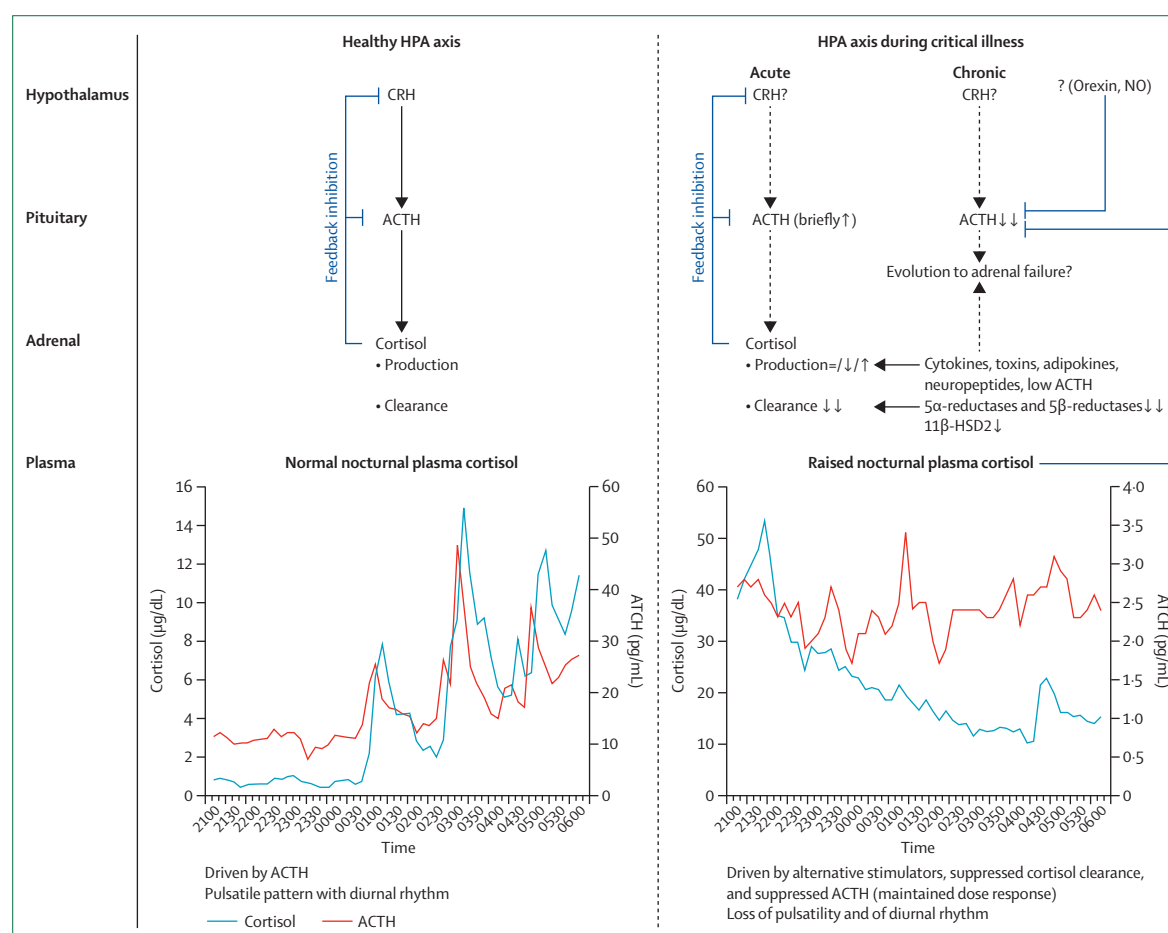 Healthy HPA axis
HPA axis during critical illness
Hypothalamus
CRH
Acute
CRH?
Chronic
CRH?
? (Orexin, NO)
Feedback inhibition
Feedback inhibition
Pituitary
ACTH
ACTH (briefly↑)
ACTH↓↓
Evolution to adrenal failure?
Adrenal
Cortisol
• Production
• Clearance
Cortisol
• Production=/↓/↑
• Clearance ↓↓
Cytokines, toxins, adipokines,
neuropeptides, low ACTH
5α-reductases and 5β-reductases↓↓
11β-HSD2↓
Plasma
Normal nocturnal plasma cortisol
16
14
12
10
8
6
4
2
0
Cortisol (µg/dL)
60
50
40
30
20
10
0
ATCH (pg/mL)
2100
2130
2200
2230
2300
2330
0000
0030
0100
0130
0200
0230
0300
0350
0400
0430
0500
0530
0600
Time
Driven by ACTH
Pulsatile pattern with diurnal rhythm
Cortisol
ACTH
Raised nocturnal plasma cortisol
60
50
40
30
20
10
0
Cortisol (µg/dL)
4·0
3·5
3·0
2·5
2·0
1·5
1·0
0·5
0
ATCH (pg/mL)
2100
2130
2200
2230
2300
2330
0000
0030
0100
0130
0200
0230
0300
0350
0400
0430
0500
0530
0600
Time
Driven by alternative stimulators, suppressed cortisol clearance,
and suppressed ACTH (maintained dose response)
Loss of pulsatility and of diurnal rhythm